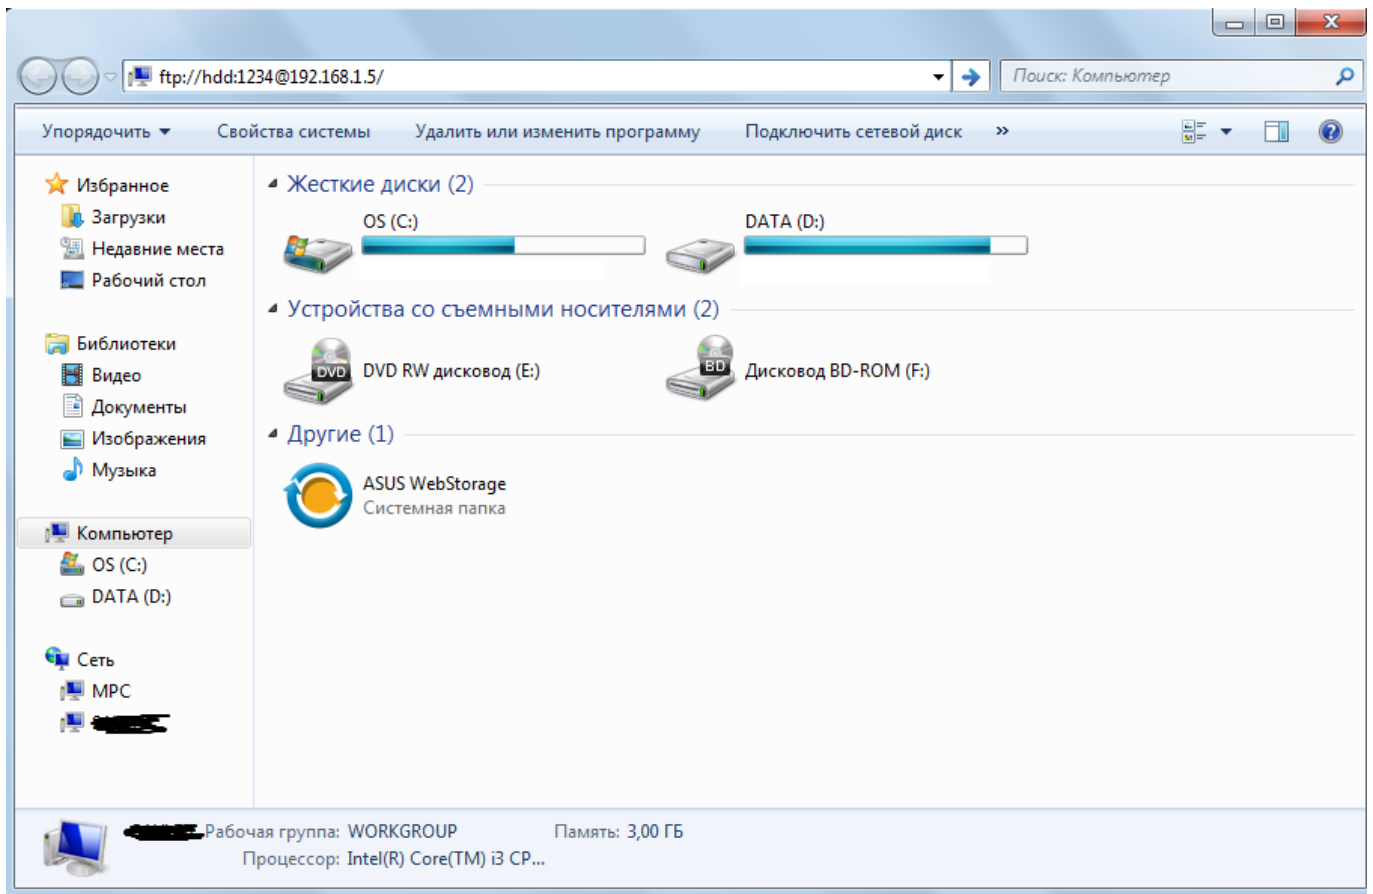 ftp://hdd:1234@192.168.1.5/
Поиск: Компьютер
Упорядочить Свойства системы Удалить или изменить программу Подключить сетевой диск »
Избранное
Загрузки
Недавние места
Рабочий стол
Библиотеки
Видео
Документы
Изображения
Музыка
Компьютер
OS (C:)
DATA (D:)
Сеть
MPC
Жесткие диски (2)
OS (C:)
DATA (D:)
Устройства со съемными носителями (2)
DVD
DVD RW дисковод (E:)
BD
Дисковод BD-ROM (F:)
Другие (1)
ASUS WebStorage
Системная папка
Рабочая группа: WORKGROUP Память: 3,00 ГБ
Процессор: Intel(R) Core(TM) i3 CP...